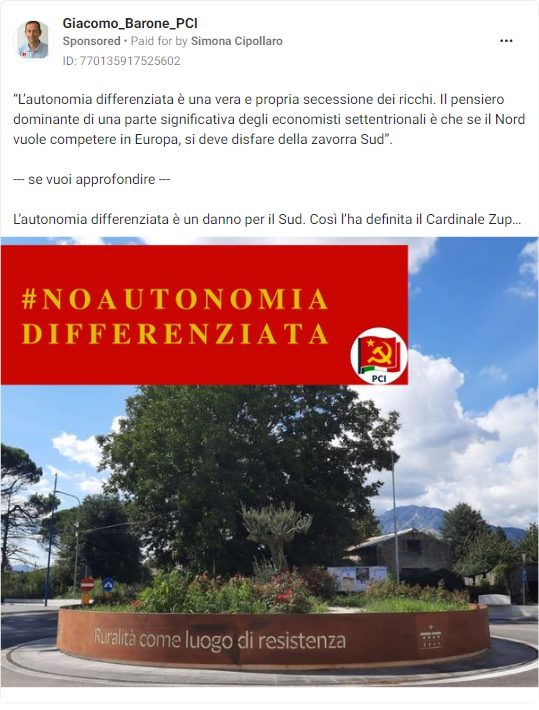 Giacomo_Barone_PCI
Sponsored • Paid for by Simona Cipollaro
ID: 770135917525602
“L’autonomia differenziata è una vera e propria secessione dei ricchi. Il pensiero
dominante di una parte significativa degli economisti settentrionali è che se il Nord
vuole competere in Europa, si deve disfare della zavorra Sud”.
--- se vuoi approfondire ---
L’autonomia differenziata è un danno per il Sud. Così l’ha definita il Cardinale Zup...
#NOAUTONOMIA
DIFFERENZIATA
PCI
Ruralità come luogo di resistenza